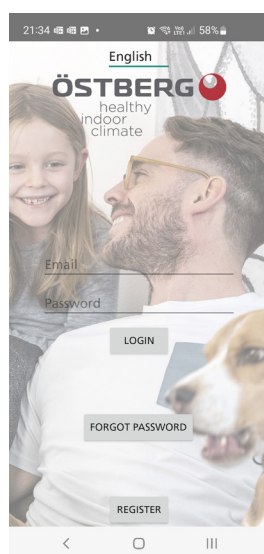 21:34
58%
English
ÖSTBERG
healthy
indoor
climate
Email
Password
LOGIN
FORGOT PASSWORD
REGISTER